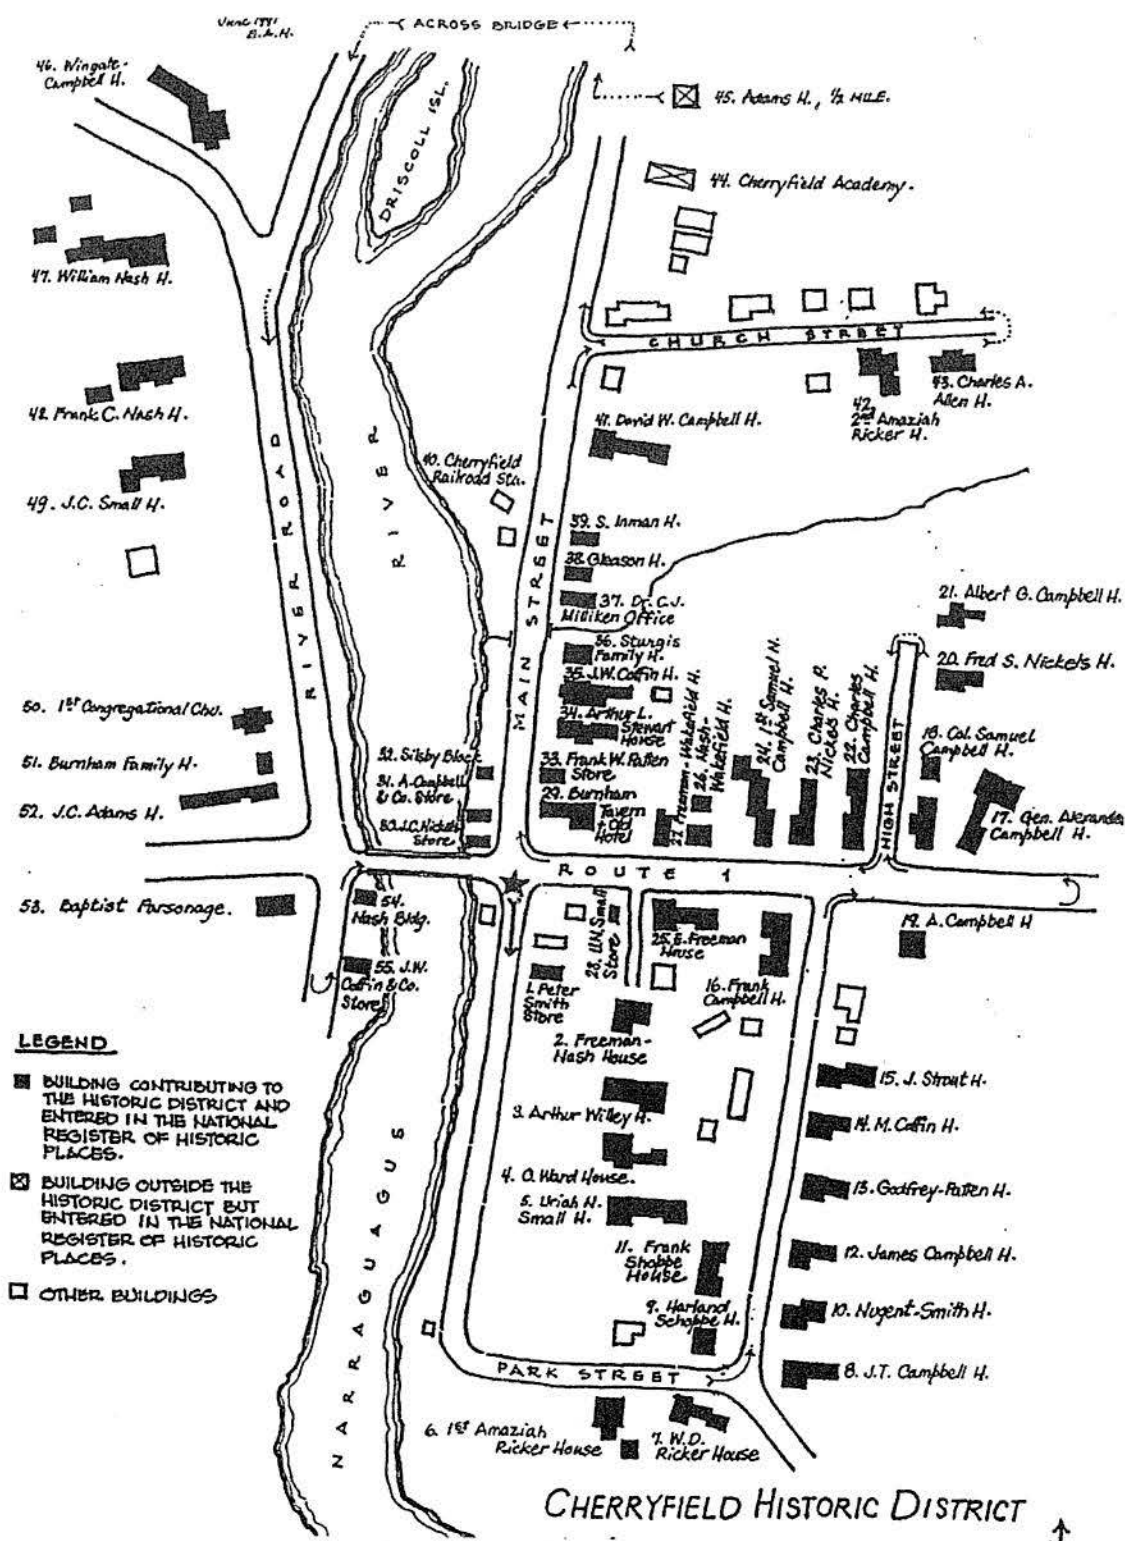 June 1991
B.A.H.
ACROSS BRIDGE
46. Wingate-
Campbell H.
DRISCOLL ISL.
45. Adams H., 1/2 MILE.
44. Cherryfield Academy.
47. William Nash H.
CHURCH STREET
43. Charles A.
Allen H.
42.
2nd Amaziah
Ricker H.
48. Frank C. Nash H.
41. David W. Campbell H.
40. Cherryfield
Railroad Sta.
49. J.C. Small H.
RIVER ROAD
RIVER
MAIN STREET
39. S. Inman H.
38. Gleason H.
37. Dr. C.J.
Milliken Office
36. Sturgis
Family H.
35. J.W. Coffin H.
34. Arthur L.
Stewart
House
33. Frank W. Patten
Store
29. Burnham
Tavern
+ Old
Hotel
32. Silsby Block
31. A. Campbell
& Co. Store
30. J.C. Nickels
Store
27. Freeman-Wakefield H.
26. Nash-
Wakefield H.
24. 1st Samuel N.
Campbell H.
23. Charles P.
Nickels H.
22. Charles
Campbell H.
HIGH STREET
21. Albert G. Campbell H.
20. Fred S. Nickels H.
18. Col. Samuel
Campbell H.
17. Gen. Alexander
Campbell H.
50. 1st Congregational Chu.
51. Burnham Family H.
52. J.C. Adams H.
ROUTE 1
53. Baptist Parsonage.
54.
Nash Bldg.
55. J.W.
Coffin & Co.
Store
28. W.N. Small
Store
25. E. Freeman
House
19. A. Campbell H
16. Frank
Campbell H.
1. Peter
Smith
Store
2. Freeman-
Nash House
3. Arthur Willey H.
4. O. Ward House.
5. Uriah H.
Small H.
15. J. Strout H.
14. M. Coffin H.
13. Godfrey-Patten H.
12. James Campbell H.
11. Frank
Shoppe
House
10. Nugent-Smith H.
9. Harland
Schoppe H.
8. J.T. Campbell H.
PARK STREET
6. 1st Amaziah
Ricker House
7. W.D.
Ricker House
NARRAGUAGUS
LEGEND
BUILDING CONTRIBUTING TO
THE HISTORIC DISTRICT AND
ENTERED IN THE NATIONAL
REGISTER OF HISTORIC
PLACES.
BUILDING OUTSIDE THE
HISTORIC DISTRICT BUT
ENTERED IN THE NATIONAL
REGISTER OF HISTORIC
PLACES.
OTHER BUILDINGS
CHERRYFIELD HISTORIC DISTRICT